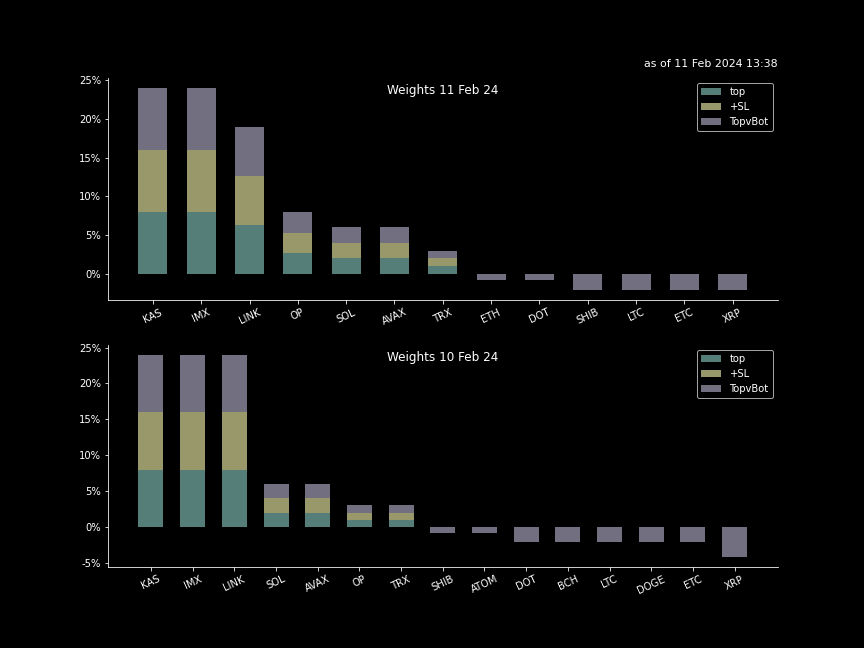 as of 11 Feb 2024 13:38
Weights 11 Feb 24
top
+SL
TopvBot
25%
20%
15%
10%
5%
0%
KAS IMX LINK OP SOL AVAX TRX ETH DOT SHIB LTC ETC XRP
Weights 10 Feb 24
top
+SL
TopvBot
25%
20%
15%
10%
5%
0%
-5%
KAS IMX LINK SOL AVAX OP TRX SHIB ATOM DOT BCH LTC DOGE ETC XRP